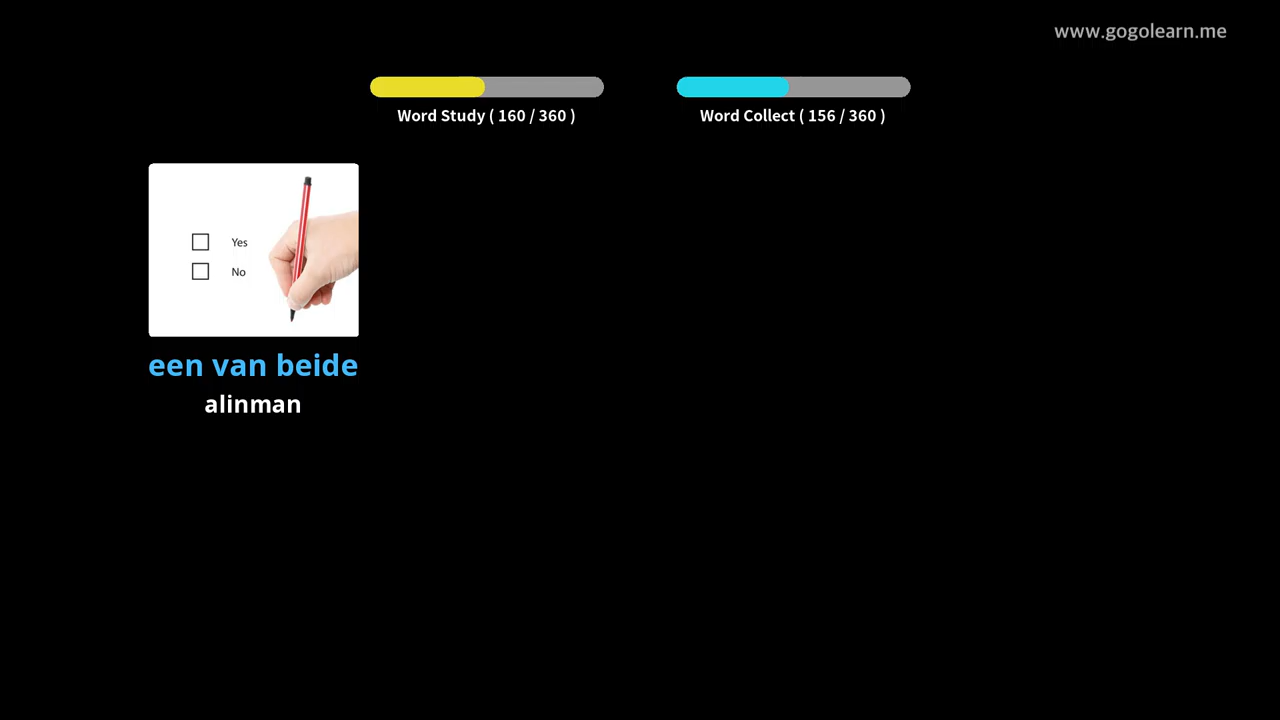 www.gogolearn.me
Word Study ( 160 / 360 )
Word Collect ( 156 / 360 )
Yes
No
een van beide
alinman